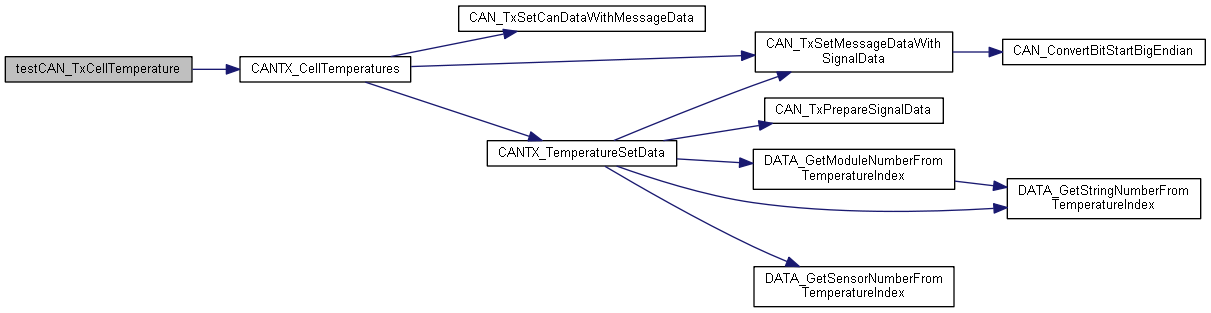 testCAN_TxCellTemperature
CANTX_CellTemperatures
CAN_TxSetCanDataWithMessageData
CAN_TxSetMessageDataWith
SignalData
CAN_ConvertBitStartBigEndian
CANTX_TemperatureSetData
CAN_TxPrepareSignalData
DATA_GetModuleNumberFrom
TemperatureIndex
DATA_GetStringNumberFrom
TemperatureIndex
DATA_GetSensorNumberFrom
TemperatureIndex